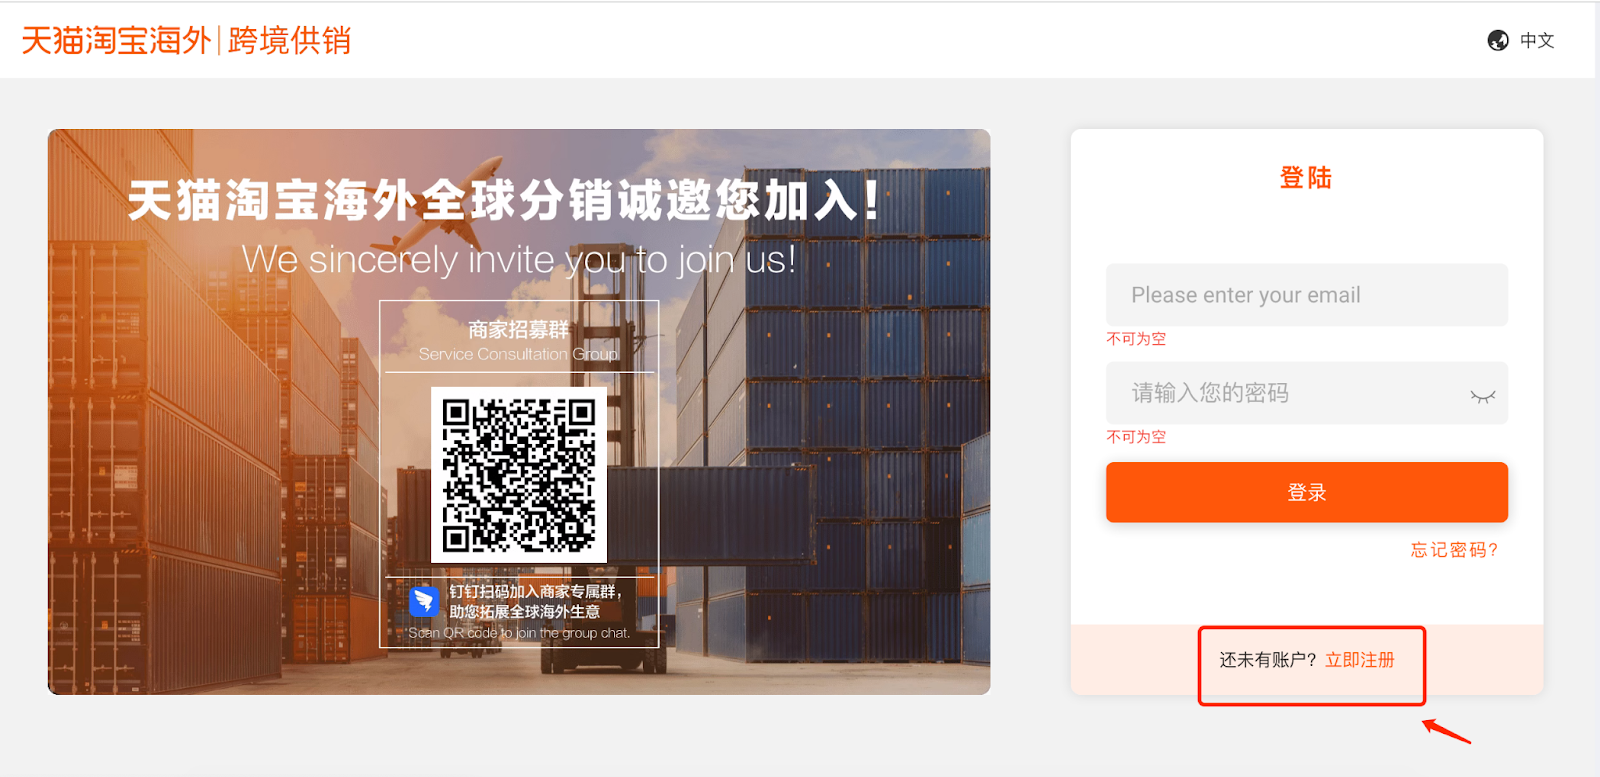 天猫淘宝海外|跨境供销
中文
天猫淘宝海外全球分销诚邀您加入!
We sincerely invite you to join us!
商家招募群
Service Consultation Group
钉钉扫码加入商家专属群,
助您拓展全球海外生意
*Scan QR code to join the group chat.
登陆
Please enter your email
不可为空
请输入您的密码
不可为空
登录
忘记密码?
还未有账户? 立即注册